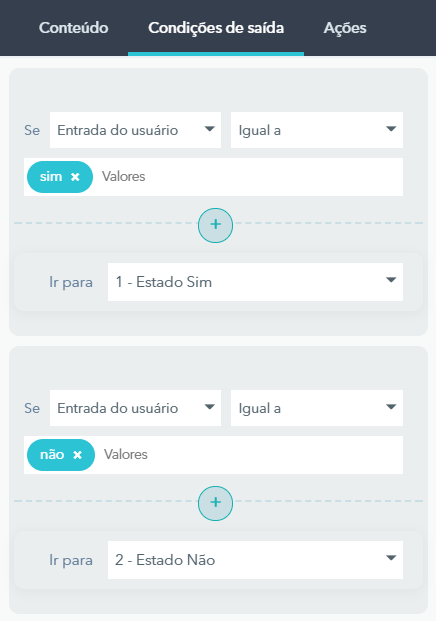 Conteúdo Condições de saída Ações
Se Entrada do usuário Igual a
sim × Valores
+
Ir para 1 - Estado Sim
Se Entrada do usuário Igual a
não × Valores
+
Ir para 2 - Estado Não